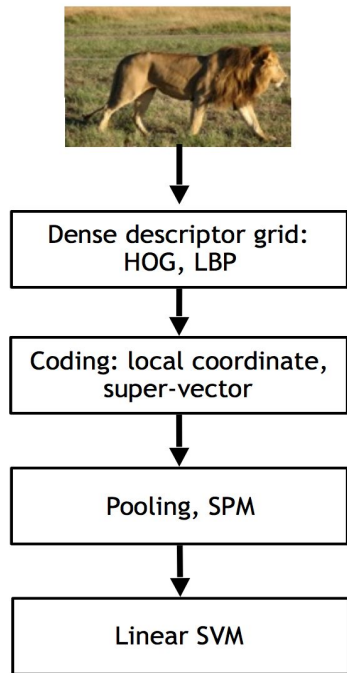 Dense descriptor grid:
HOG, LBP
Coding: local coordinate,
super-vector
Pooling, SPM
Linear SVM